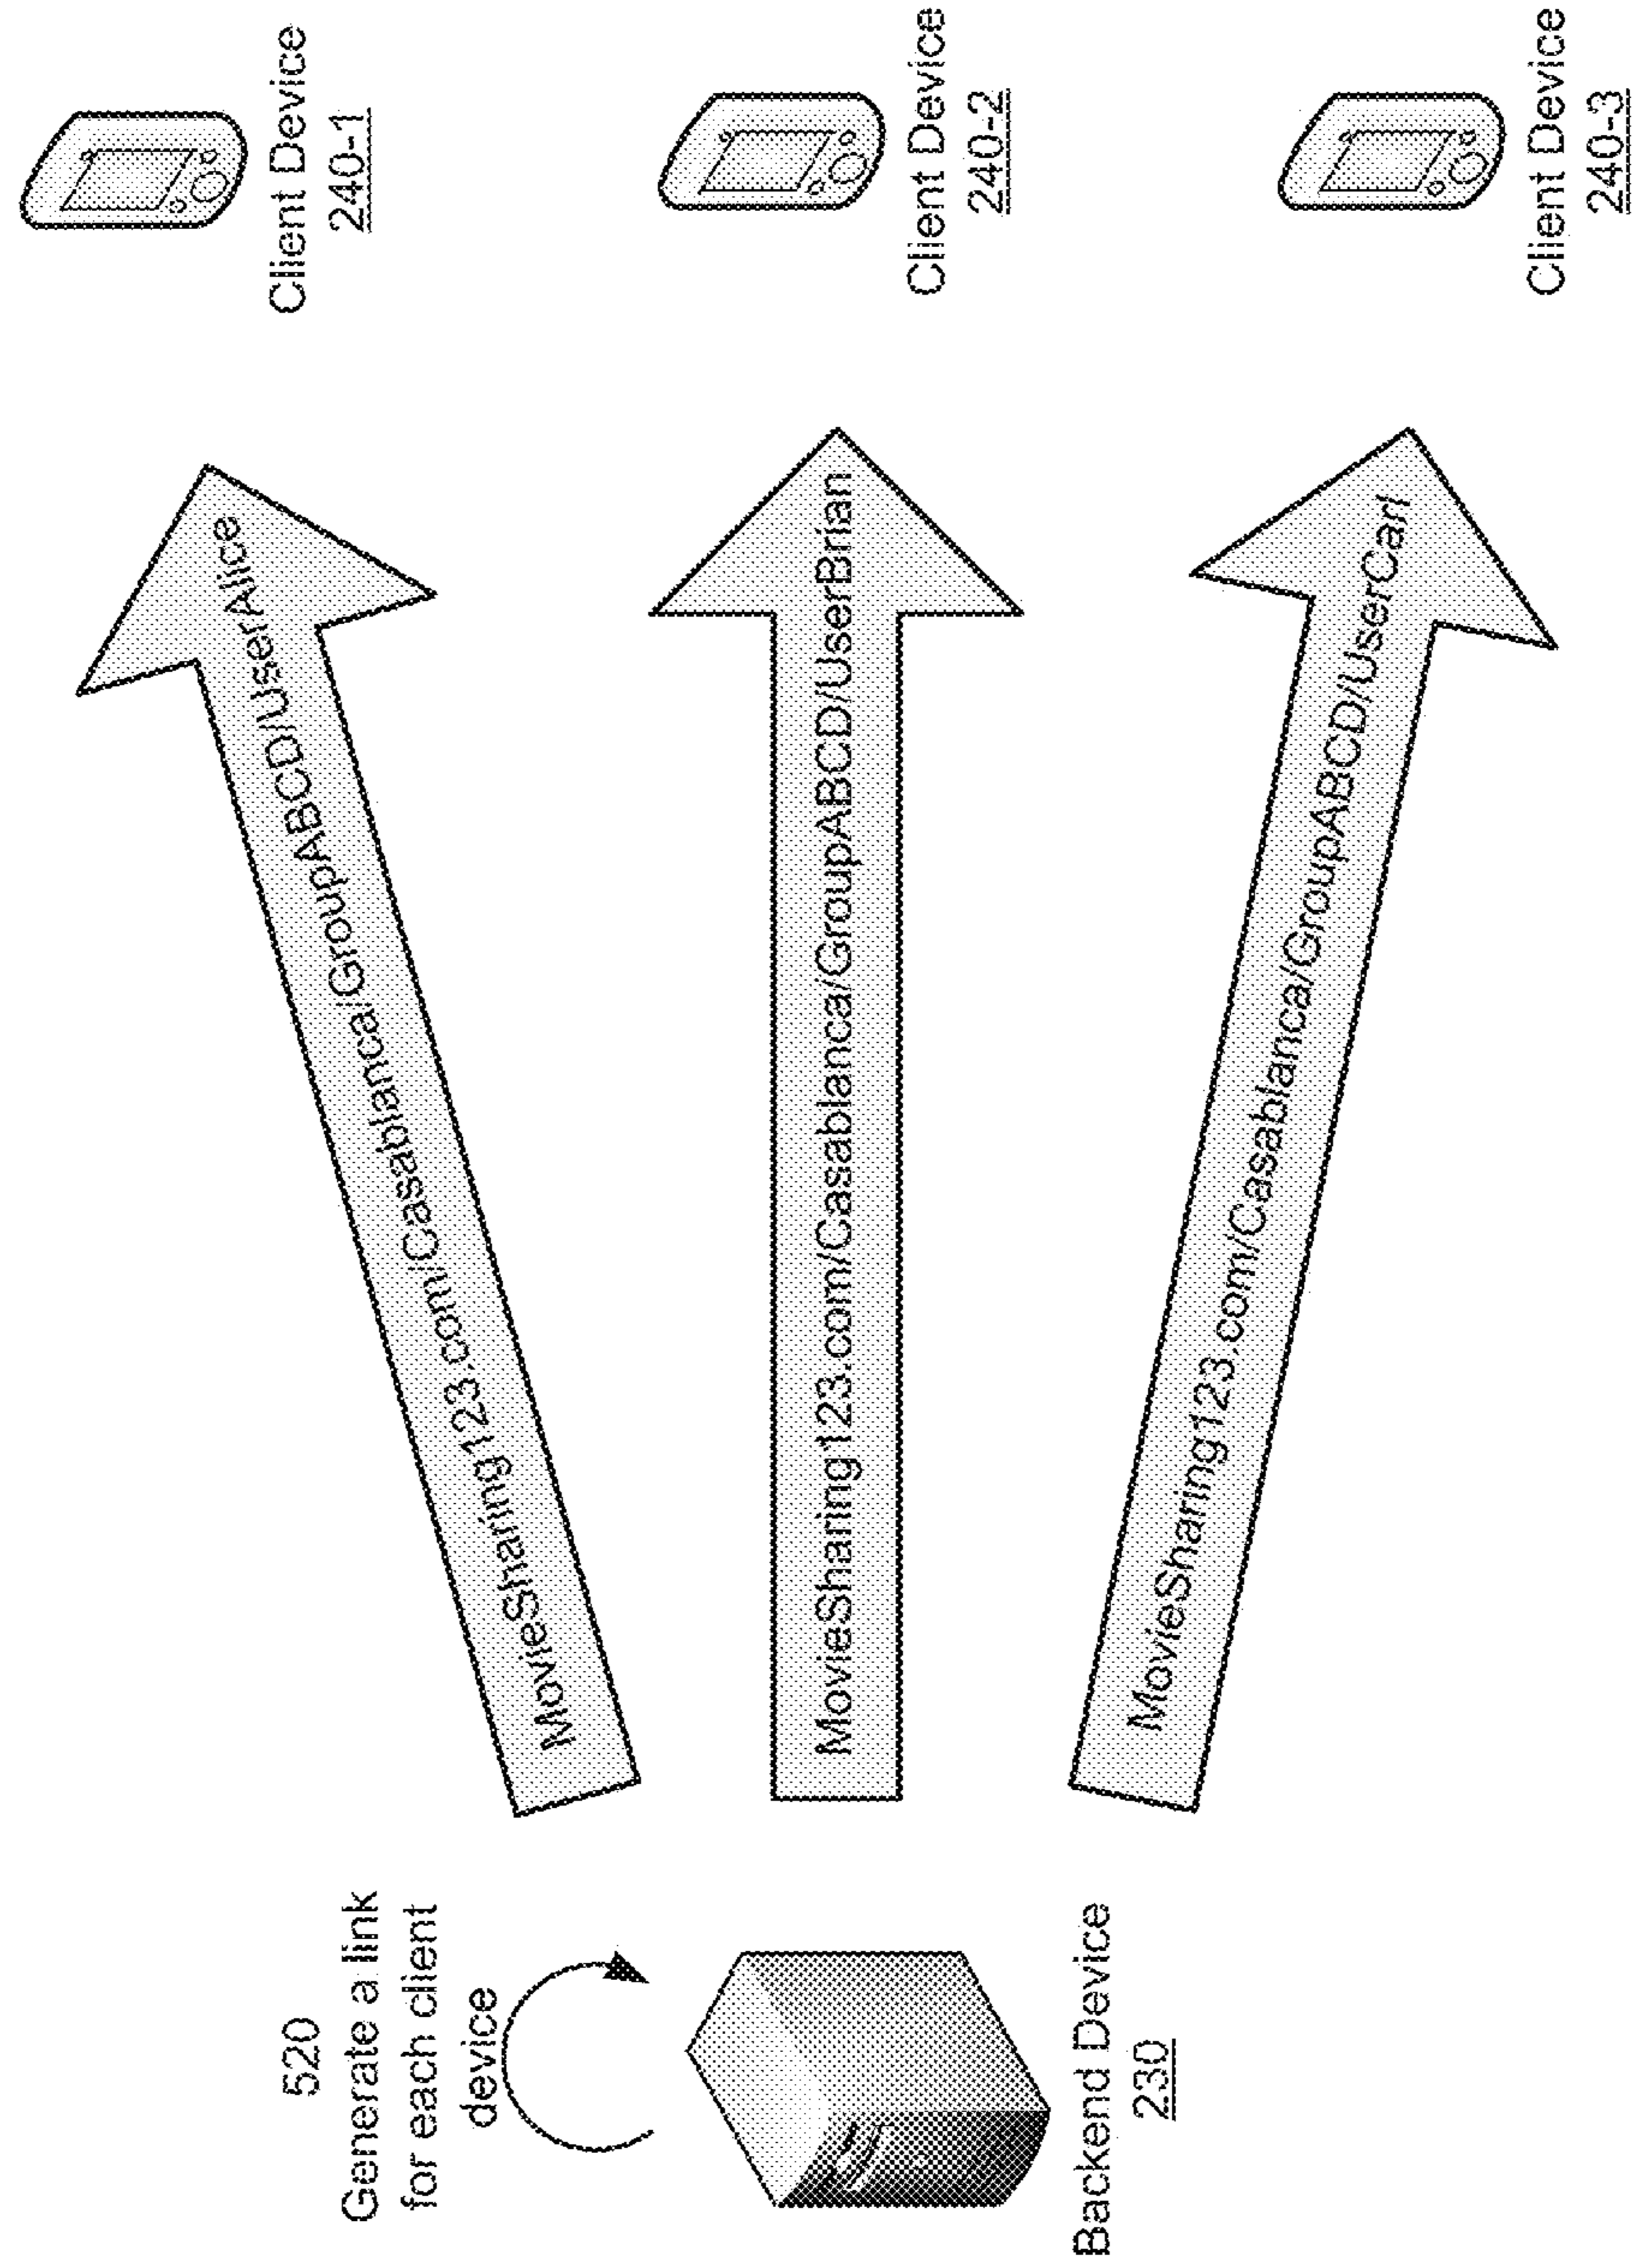 520
Generate a link
for each client
device
Backend Device
230
MovieSharing123.com/Casablanca/GroupABCD/UserAlice
MovieSharing123.com/Casablanca/GroupABCD/UserBrian
MovieSharing123.com/Casablanca/GroupABCD/UserCarl
Client Device
240-1
Client Device
240-2
Client Device
240-3